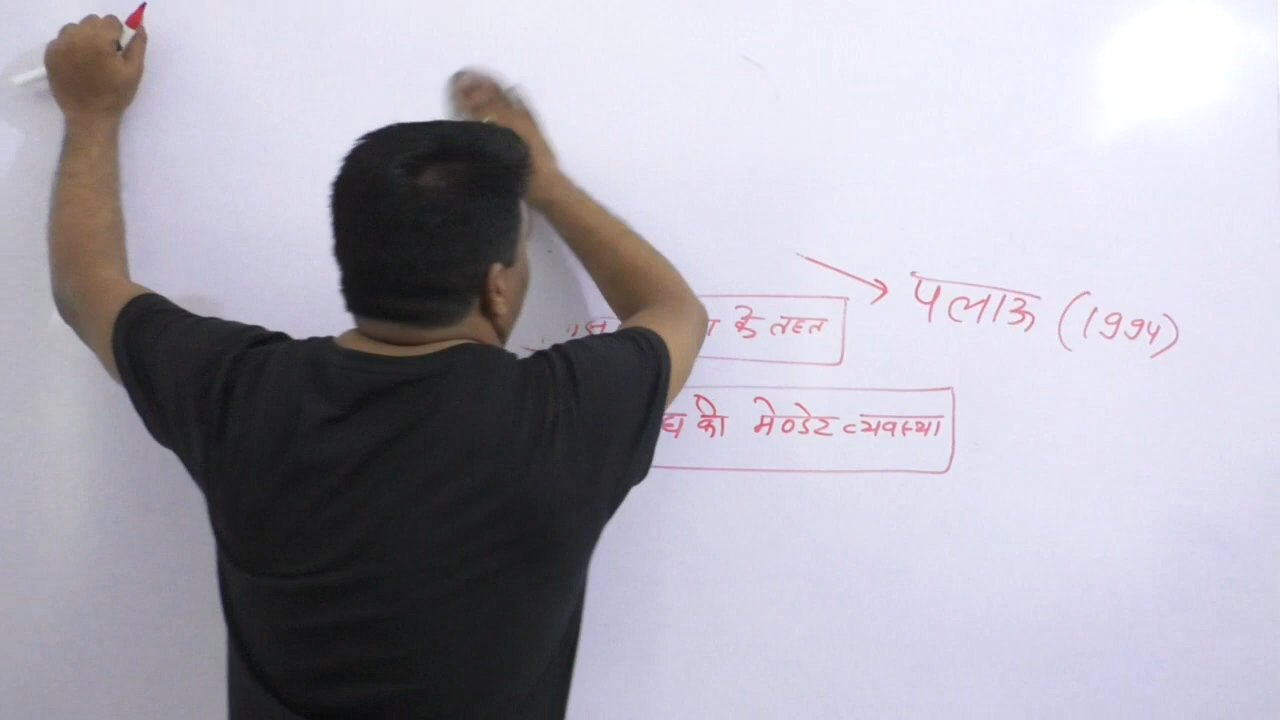 पलाऊ (1994)
के तहत
की मेण्डेट व्यवस्था